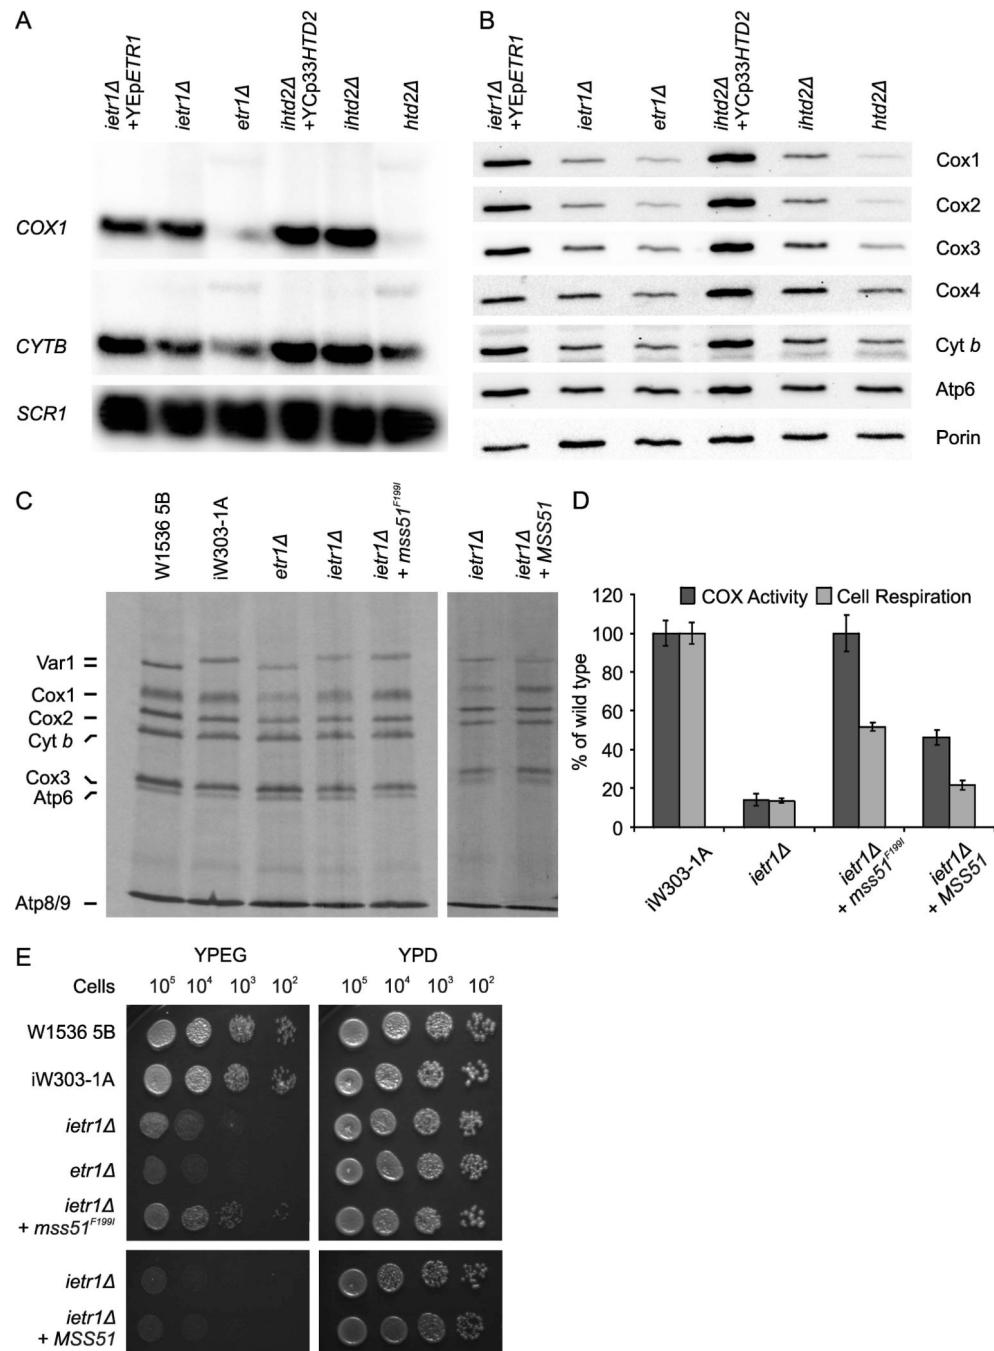 A
ietr1Δ +YEpETR1
ietr1Δ
etr1Δ
ihtd2Δ +YCp33HTD2
ihtd2Δ
htd2Δ
COX1
CYTB
SCR1
B
ietr1Δ +YEpETR1
ietr1Δ
etr1Δ
ihtd2Δ +YCp33HTD2
ihtd2Δ
htd2Δ
Cox1
Cox2
Cox3
Cox4
Cyt b
Atp6
Porin
C
W1536 5B
iW303-1A
etr1Δ
ietr1Δ
ietr1Δ + mss51F199I
ietr1Δ
ietr1Δ + MSS51
Var1
Cox1
Cox2
Cyt b
Cox3
Atp6
Atp8/9
D
COX Activity Cell Respiration
% of wild type
120
100
80
60
40
20
0
iW303-1A
ietr1Δ
ietr1Δ + mss51F199I
ietr1Δ + MSS51
E
YPEG YPD
Cells 10⁵ 10⁴ 10³ 10² 10⁵ 10⁴ 10³ 10²
W1536 5B
iW303-1A
ietr1Δ
etr1Δ
ietr1Δ
+ mss51F199I
ietr1Δ
ietr1Δ
+ MSS51